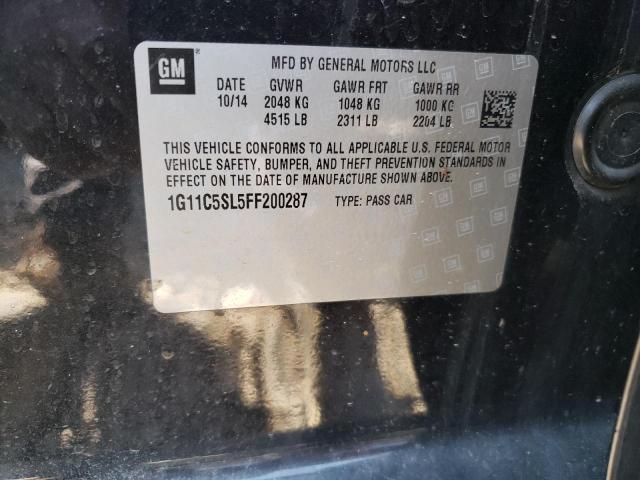 GM MFD BY GENERAL MOTORS LLC
DATE GVWR GAWR FRT GAWR RR
10/14 2048 KG 1048 KG 1000 KG
4515 LB 2311 LB 2204 LB
THIS VEHICLE CONFORMS TO ALL APPLICABLE U.S. FEDERAL MOTOR
VEHICLE SAFETY, BUMPER, AND THEFT PREVENTION STANDARDS IN
EFFECT ON THE DATE OF MANUFACTURE SHOWN ABOVE.
1G11C5SL5FF200287 TYPE: PASS CAR